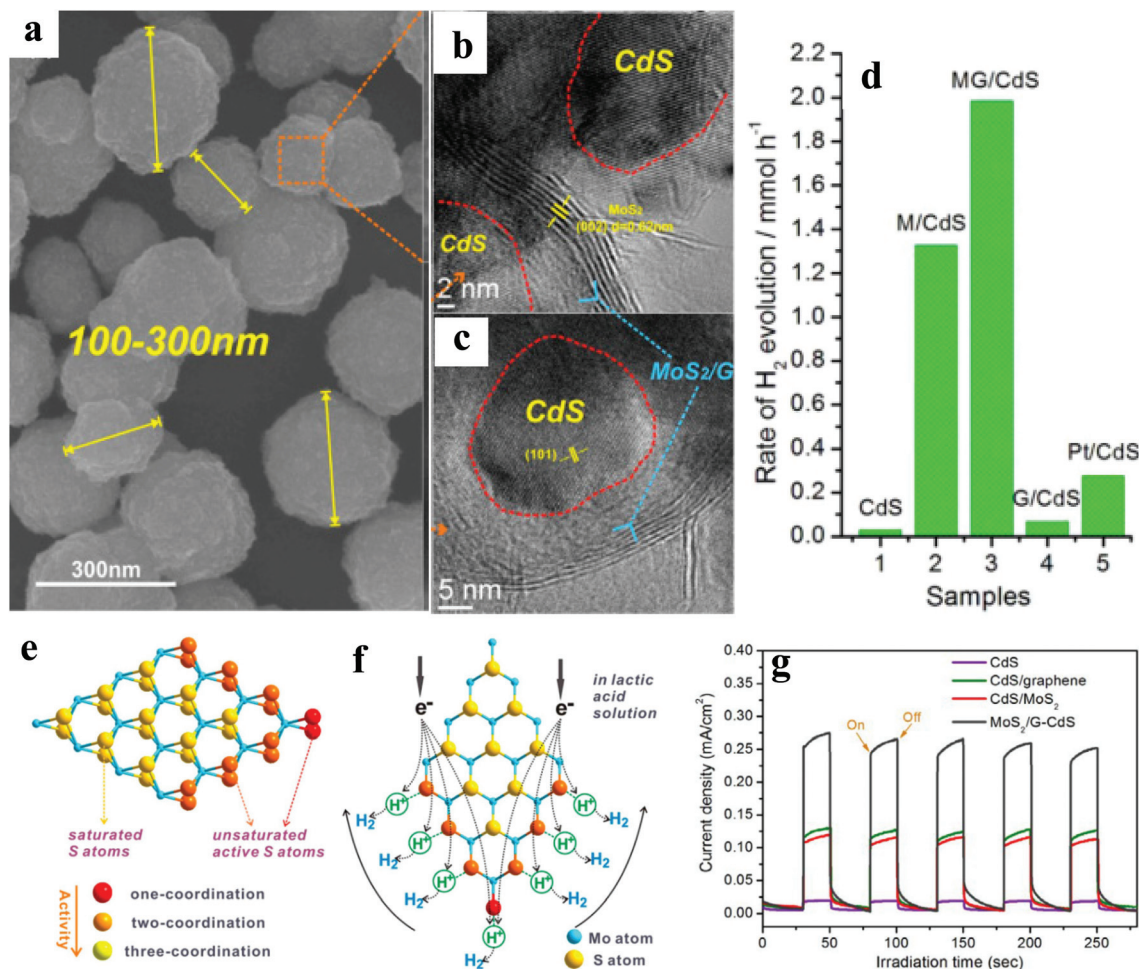 a
100-300nm
300nm
b
CdS
MoS₂
(002) d=0.62nm
CdS
2 nm
c
MoS₂/G
CdS
(101)
5 nm
d
Rate of H₂ evolution / mmol h⁻¹
2.2
2.0
1.8
1.6
1.4
1.2
1.0
0.8
0.6
0.4
0.2
0.0
CdS
M/CdS
MG/CdS
G/CdS
Pt/CdS
1 2 3 4 5
Samples
e
saturated
S atoms
unsaturated
active S atoms
Activity
one-coordination
two-coordination
three-coordination
f
e⁻ e⁻
in lactic
acid
solution
H⁺ H⁺
H₂ H₂
H⁺ H⁺
H₂ H₂
H⁺ H⁺
H₂ H₂
H⁺
H₂
Mo atom
S atom
g
Current density (mA/cm²)
0.40
0.35
0.30
0.25
0.20
0.15
0.10
0.05
0.00
CdS
CdS/graphene
CdS/MoS₂
MoS₂/G-CdS
On
Off
0 50 100 150 200 250
Irradiation time (sec)